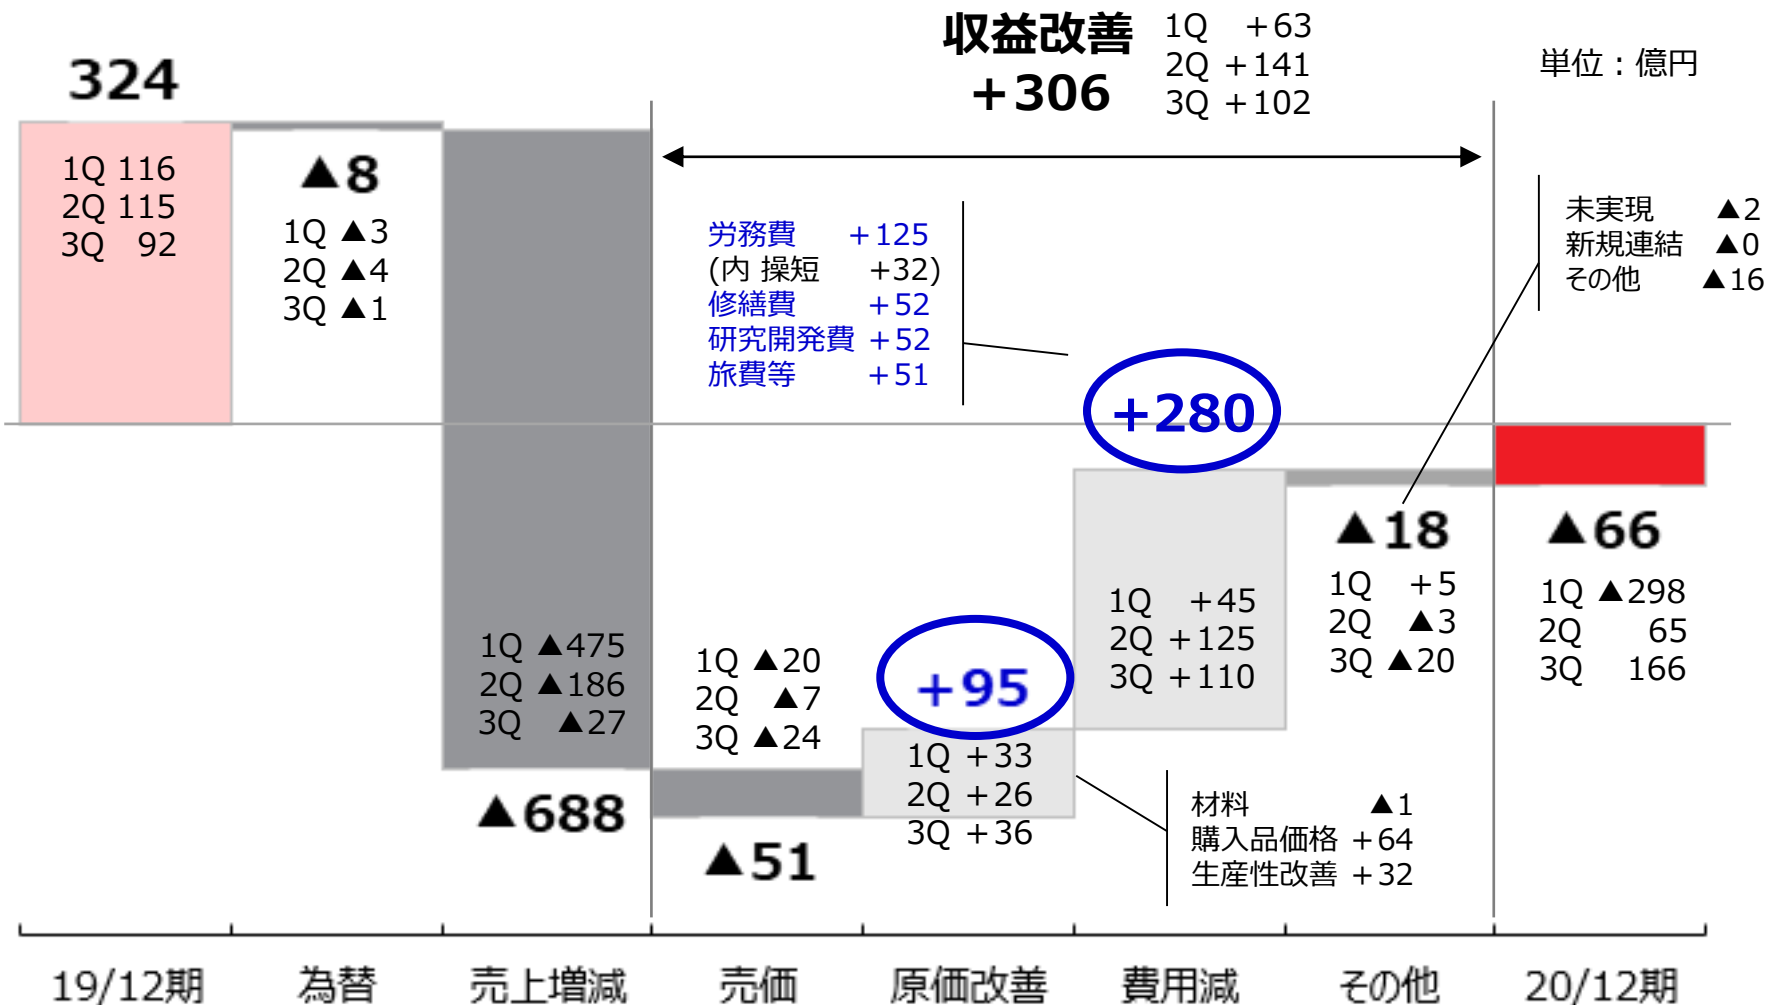 収益改善
+306
1Q +63
2Q +141
3Q +102
単位：億円
324
1Q 116
2Q 115
3Q 92
▲8
1Q ▲3
2Q ▲4
3Q ▲1
労務費 +125
(内 操短 +32)
修繕費 +52
研究開発費 +52
旅費等 +51
未実現 ▲2
新規連結 ▲0
その他 ▲16
+280
1Q +45
2Q +125
3Q +110
▲18
1Q +5
2Q ▲3
3Q ▲20
▲66
1Q ▲298
2Q 65
3Q 166
1Q ▲475
2Q ▲186
3Q ▲27
▲688
1Q ▲20
2Q ▲7
3Q ▲24
▲51
+95
1Q +33
2Q +26
3Q +36
材料 ▲1
購入品価格 +64
生産性改善 +32
19/12期 為替 売上増減 売価 原価改善 費用減 その他 20/12期